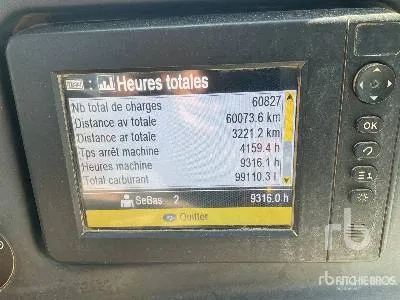 Heures totales
Nb total de charges 60827
Distance av totale 60073.6 km
Distance ar totale 3221.2 km
Tps arrêt machine 4159.4 h
Heures machine 9316.1 h
Total carburant 99110.3 l
SeBas 2 9316.0 h
Quitter
OK
1
rb
RITCHIE BROS.